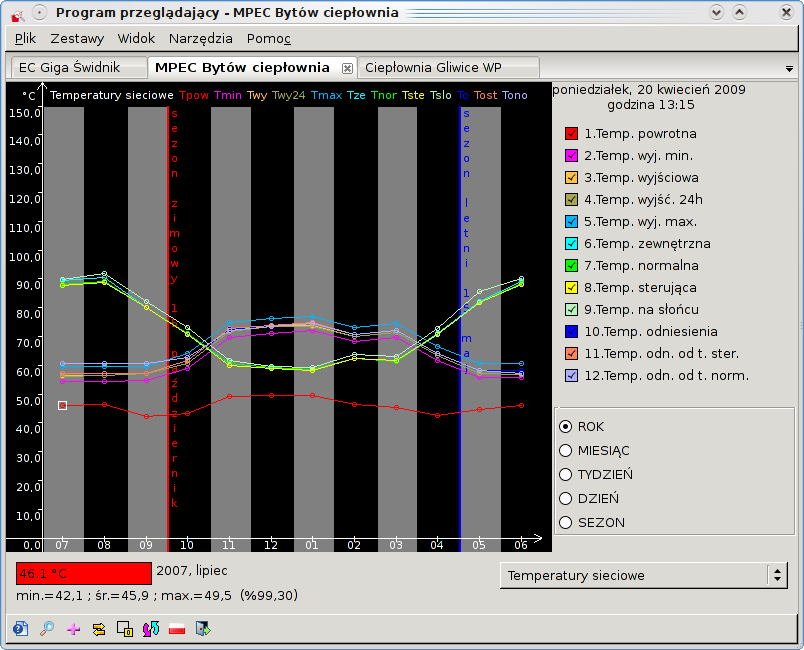 Program przeglądający - MPEC Bytów ciepłownia
Plik Zestawy Widok Narzędzia Pomoc
EC Giga Świdnik MPEC Bytów ciepłownia Ciepłownia Gliwice WP
°C Temperatury sieciowe Tpow Tmin Twy Twy24 Tmax Tze Tnor Tste Tslo To Tost Tono
150,0
140,0
130,0
120,0
110,0
100,0
90,0
80,0
70,0
60,0
50,0
40,0
30,0
20,0
10,0
0,0
sezon zimowy 1 październik
sezon letni 15 maj
07 08 09 10 11 12 01 02 03 04 05 06
poniedziałek, 20 kwiecień 2009
godzina 13:15
1.Temp. powrotna
2.Temp. wyj. min.
3.Temp. wyjściowa
4.Temp. wyjść. 24h
5.Temp. wyj. max.
6.Temp. zewnętrzna
7.Temp. normalna
8.Temp. sterująca
9.Temp. na słońcu
10.Temp. odniesienia
11.Temp. odn. od t. ster.
12.Temp. odn. od t. norm.
ROK
MIESIĄC
TYDZIEŃ
DZIEŃ
SEZON
46.1 °C 2007, lipiec
Temperatury sieciowe
min.=42,1 ; śr.=45,9 ; max.=49,5 (%99,30)